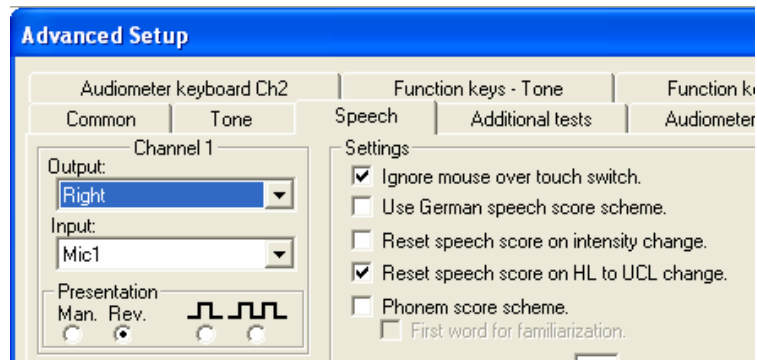 Advanced Setup
Audiometer keyboard Ch2
Function keys - Tone
Function
Common
Tone
Speech
Additional tests
Audiometer
Channel 1
Output:
Right
Input:
Mic1
Presentation
Man. Rev.
Settings
Ignore mouse over touch switch.
Use German speech score scheme.
Reset speech score on intensity change.
Reset speech score on HL to UCL change.
Phonem score scheme.
First word for familiarization.